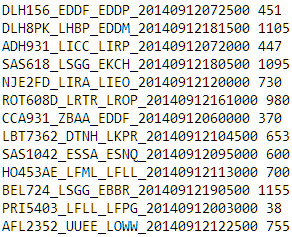 DLH156_EDDF_EDDP_20140912072500 451
DLH8PK_LHBP_EDDM_20140912181500 1105
ADH931_LICC_LIRP_20140912072000 447
SAS618_LSGG_EKCH_20140912180500 1095
NJE2FD_LIRA_LIEO_20140912120000 730
ROT608D_LRTR_LROP_20140912161000 980
CCA931_ZBAA_EDDF_20140912060000 370
LBT7362_DTNH_LKPR_20140912104500 653
SAS1042_ESSA_ESNQ_20140912095000 600
HO453AE_LFML_LFLL_20140912113000 700
BEL724_LSGG_EBBR_20140912190500 1155
PRI5403_LFLL_LFPG_20140912003000 38
AFL2352_UUEE_LOWW_20140912122500 755